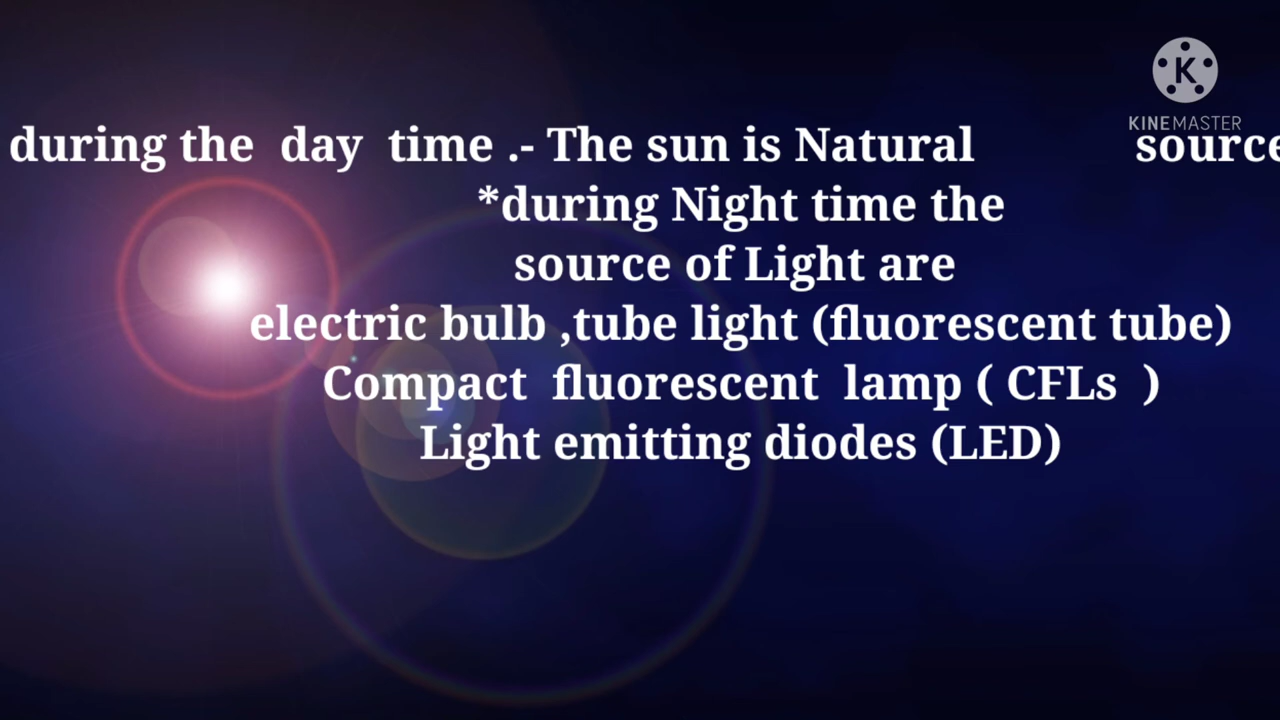 KINEMASTER
during the day time .- The sun is Natural source
*during Night time the
source of Light are
electric bulb ,tube light (fluorescent tube)
Compact fluorescent lamp ( CFLs )
Light emitting diodes (LED)